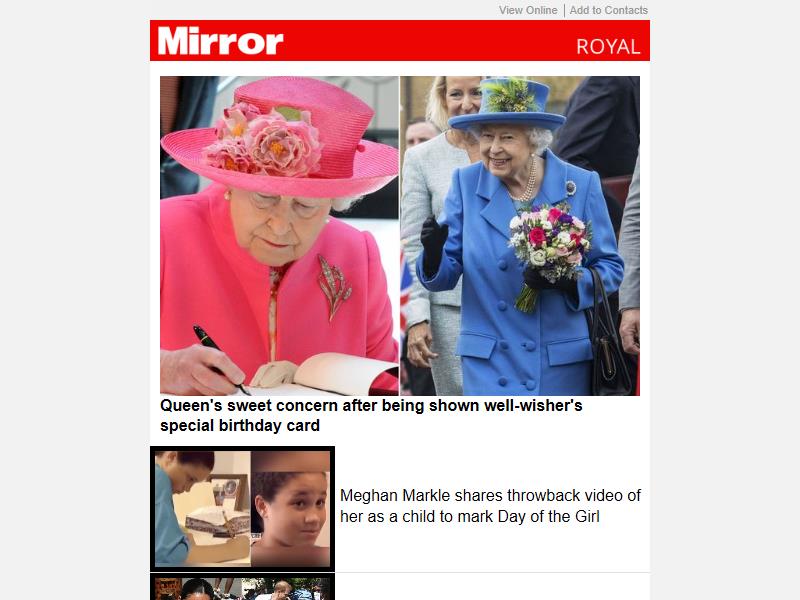 View Online | Add to Contacts
Mirror ROYAL
Queen's sweet concern after being shown well-wisher's
special birthday card
Meghan Markle shares throwback video of
her as a child to mark Day of the Girl